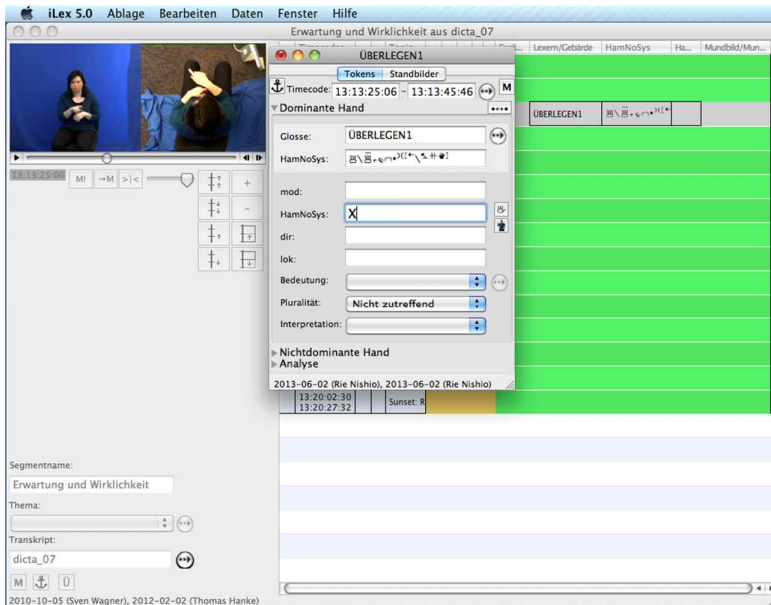 iLex 5.0 Ablage Bearbeiten Daten Fenster Hilfe
Erwartung und Wirklichkeit aus dicta_07
Lexem/Gebärde HamNoSys Ha... Mundbild/Mun...
ÜBERLEGEN1
ÜBERLEGEN1
Tokens Standbilder
Timecode: 13:13:25:06 - 13:13:45:46 M
Dominante Hand
Glosse: ÜBERLEGEN1
HamNoSys:
mod:
HamNoSys: X
dir:
lok:
Bedeutung:
Pluralität: Nicht zutreffend
Interpretation:
Nichtdominante Hand
Analyse
2013-06-02 (Rie Nishio), 2013-06-02 (Rie Nishio)
13:13:25:06
M! →M >|< + -
13:20:02:30
13:20:27:32
Sunset: R
Segmentname:
Erwartung und Wirklichkeit
Thema:
Transkript:
dicta_07
M Ü
2010-10-05 (Sven Wagner), 2012-02-02 (Thomas Hanke)